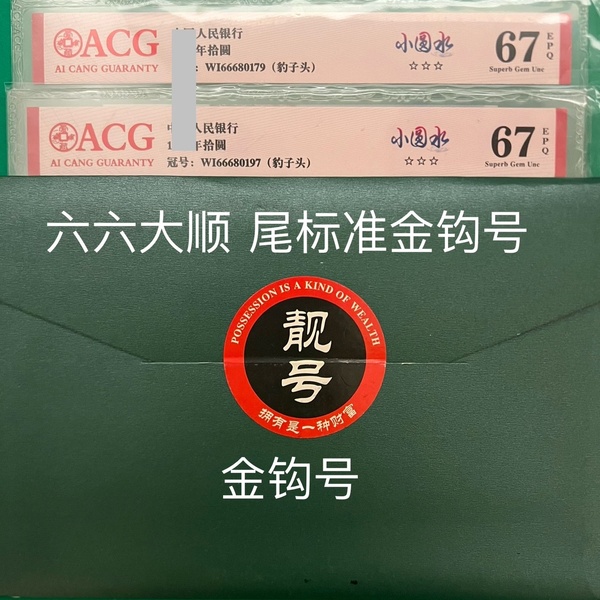 ACG
AI CANG GUARANTY
人民银行
年拾圆
：WI66680179（豹子头）
小圆水
☆☆☆
67
EPQ
Superb Gem Unc
ACG
AI CANG GUARANTY
人民银行
年拾圆
冠号：WI66680197（豹子头）
小圆水
☆☆☆
67
EPQ
Superb Gem Unc
六六大顺 尾标准金钩号
POSSESSION IS A KIND OF WEALTH
靓号
拥有是一种财富
金钩号